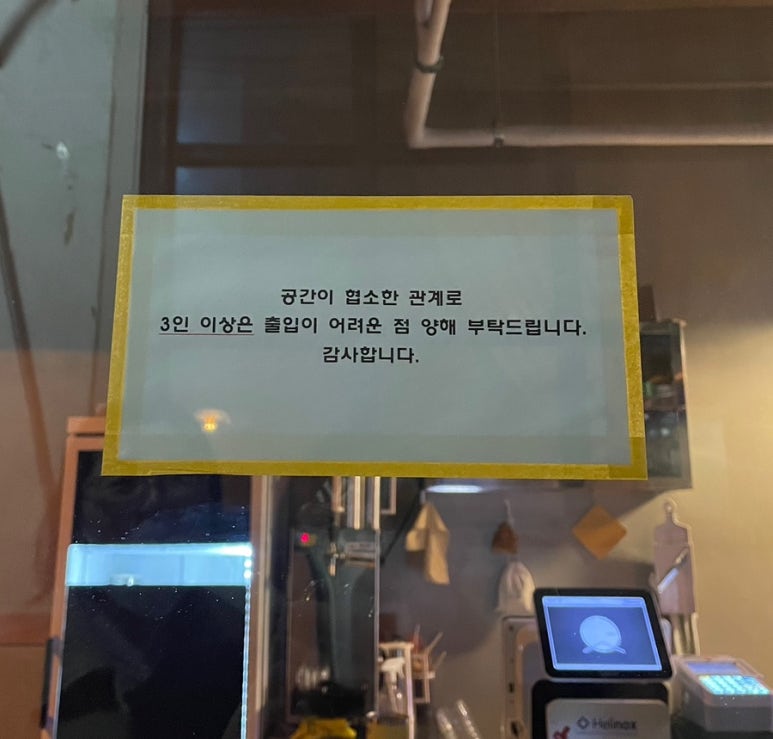 공간이 협소한 관계로
3인 이상은 출입이 어려운 점 양해 부탁드립니다.
감사합니다.
Helinox